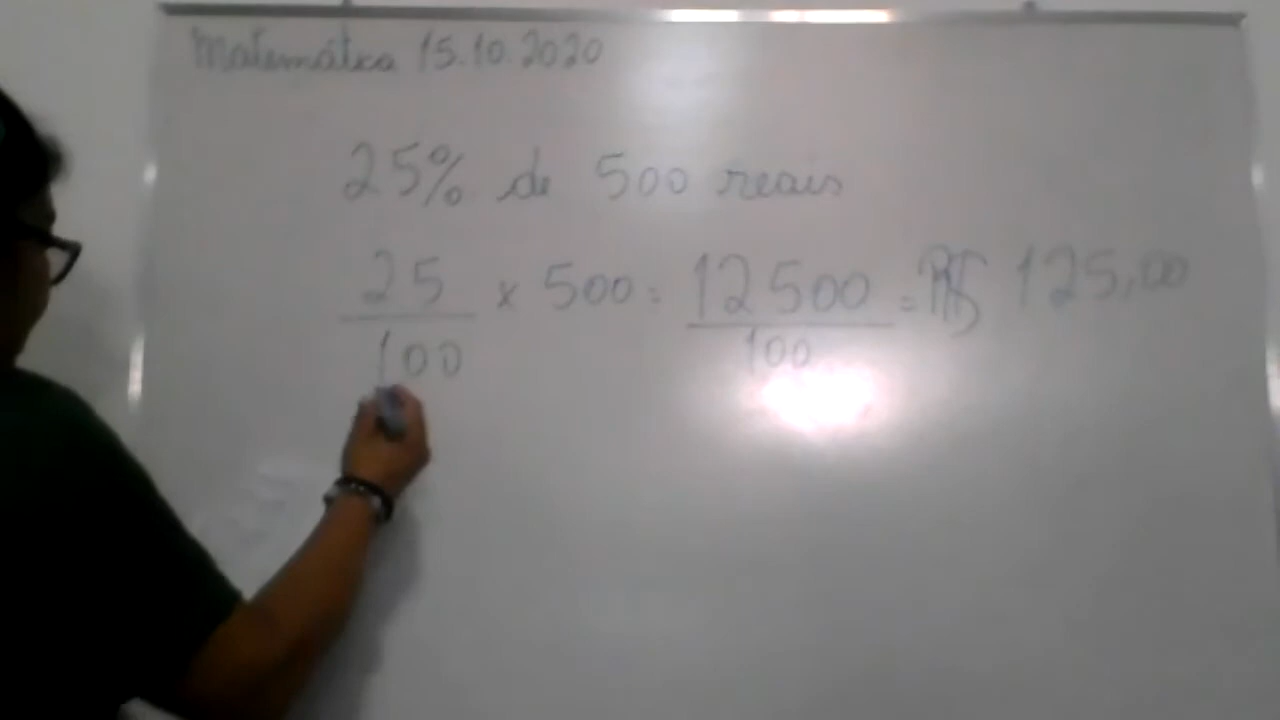 Matemática 15.10.2020
25% de 500 reais
25/100 x 500 = 12500/100 = R$ 125,00